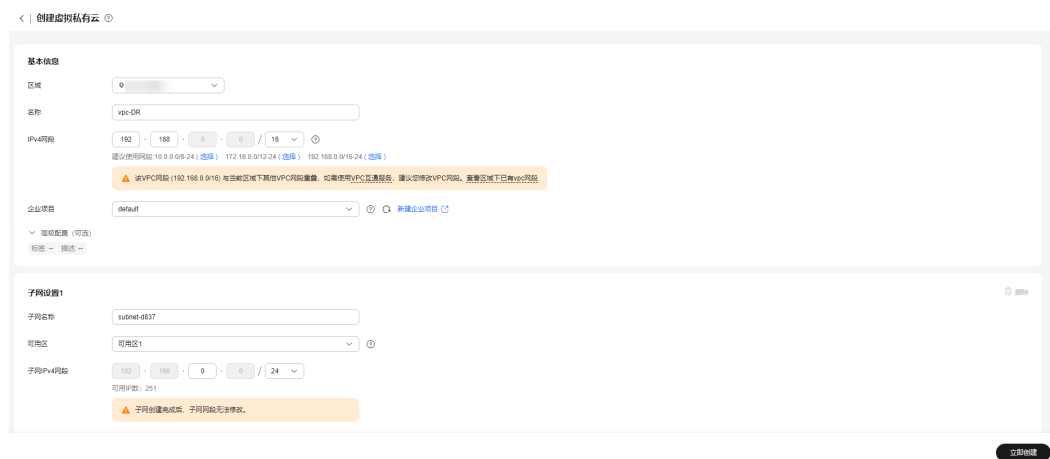 创建虚拟私有云
基本信息
区域
名称 vpc-DR
IPv4网段 192 · 168 · 0 · 0 / 16
建议使用网段:10.0.0.0/8-24 ( 选择 ) 172.16.0.0/12-24 ( 选择 ) 192.168.0.0/16-24 ( 选择 )
该VPC网段 (192.168.0.0/16) 与当前区域下其他VPC网段重叠，如需使用VPC互通服务，建议您修改VPC网段。查看区域下已有vpc网段
企业项目 default 新建企业项目
高级配置（可选）
标签: -- 描述: --
子网设置1 删除
子网名称 subnet-d837
可用区 可用区1
子网IPv4网段 192 · 168 · 0 · 0 / 24
可用IP数: 251
子网创建完成后，子网网段无法修改。
立即创建